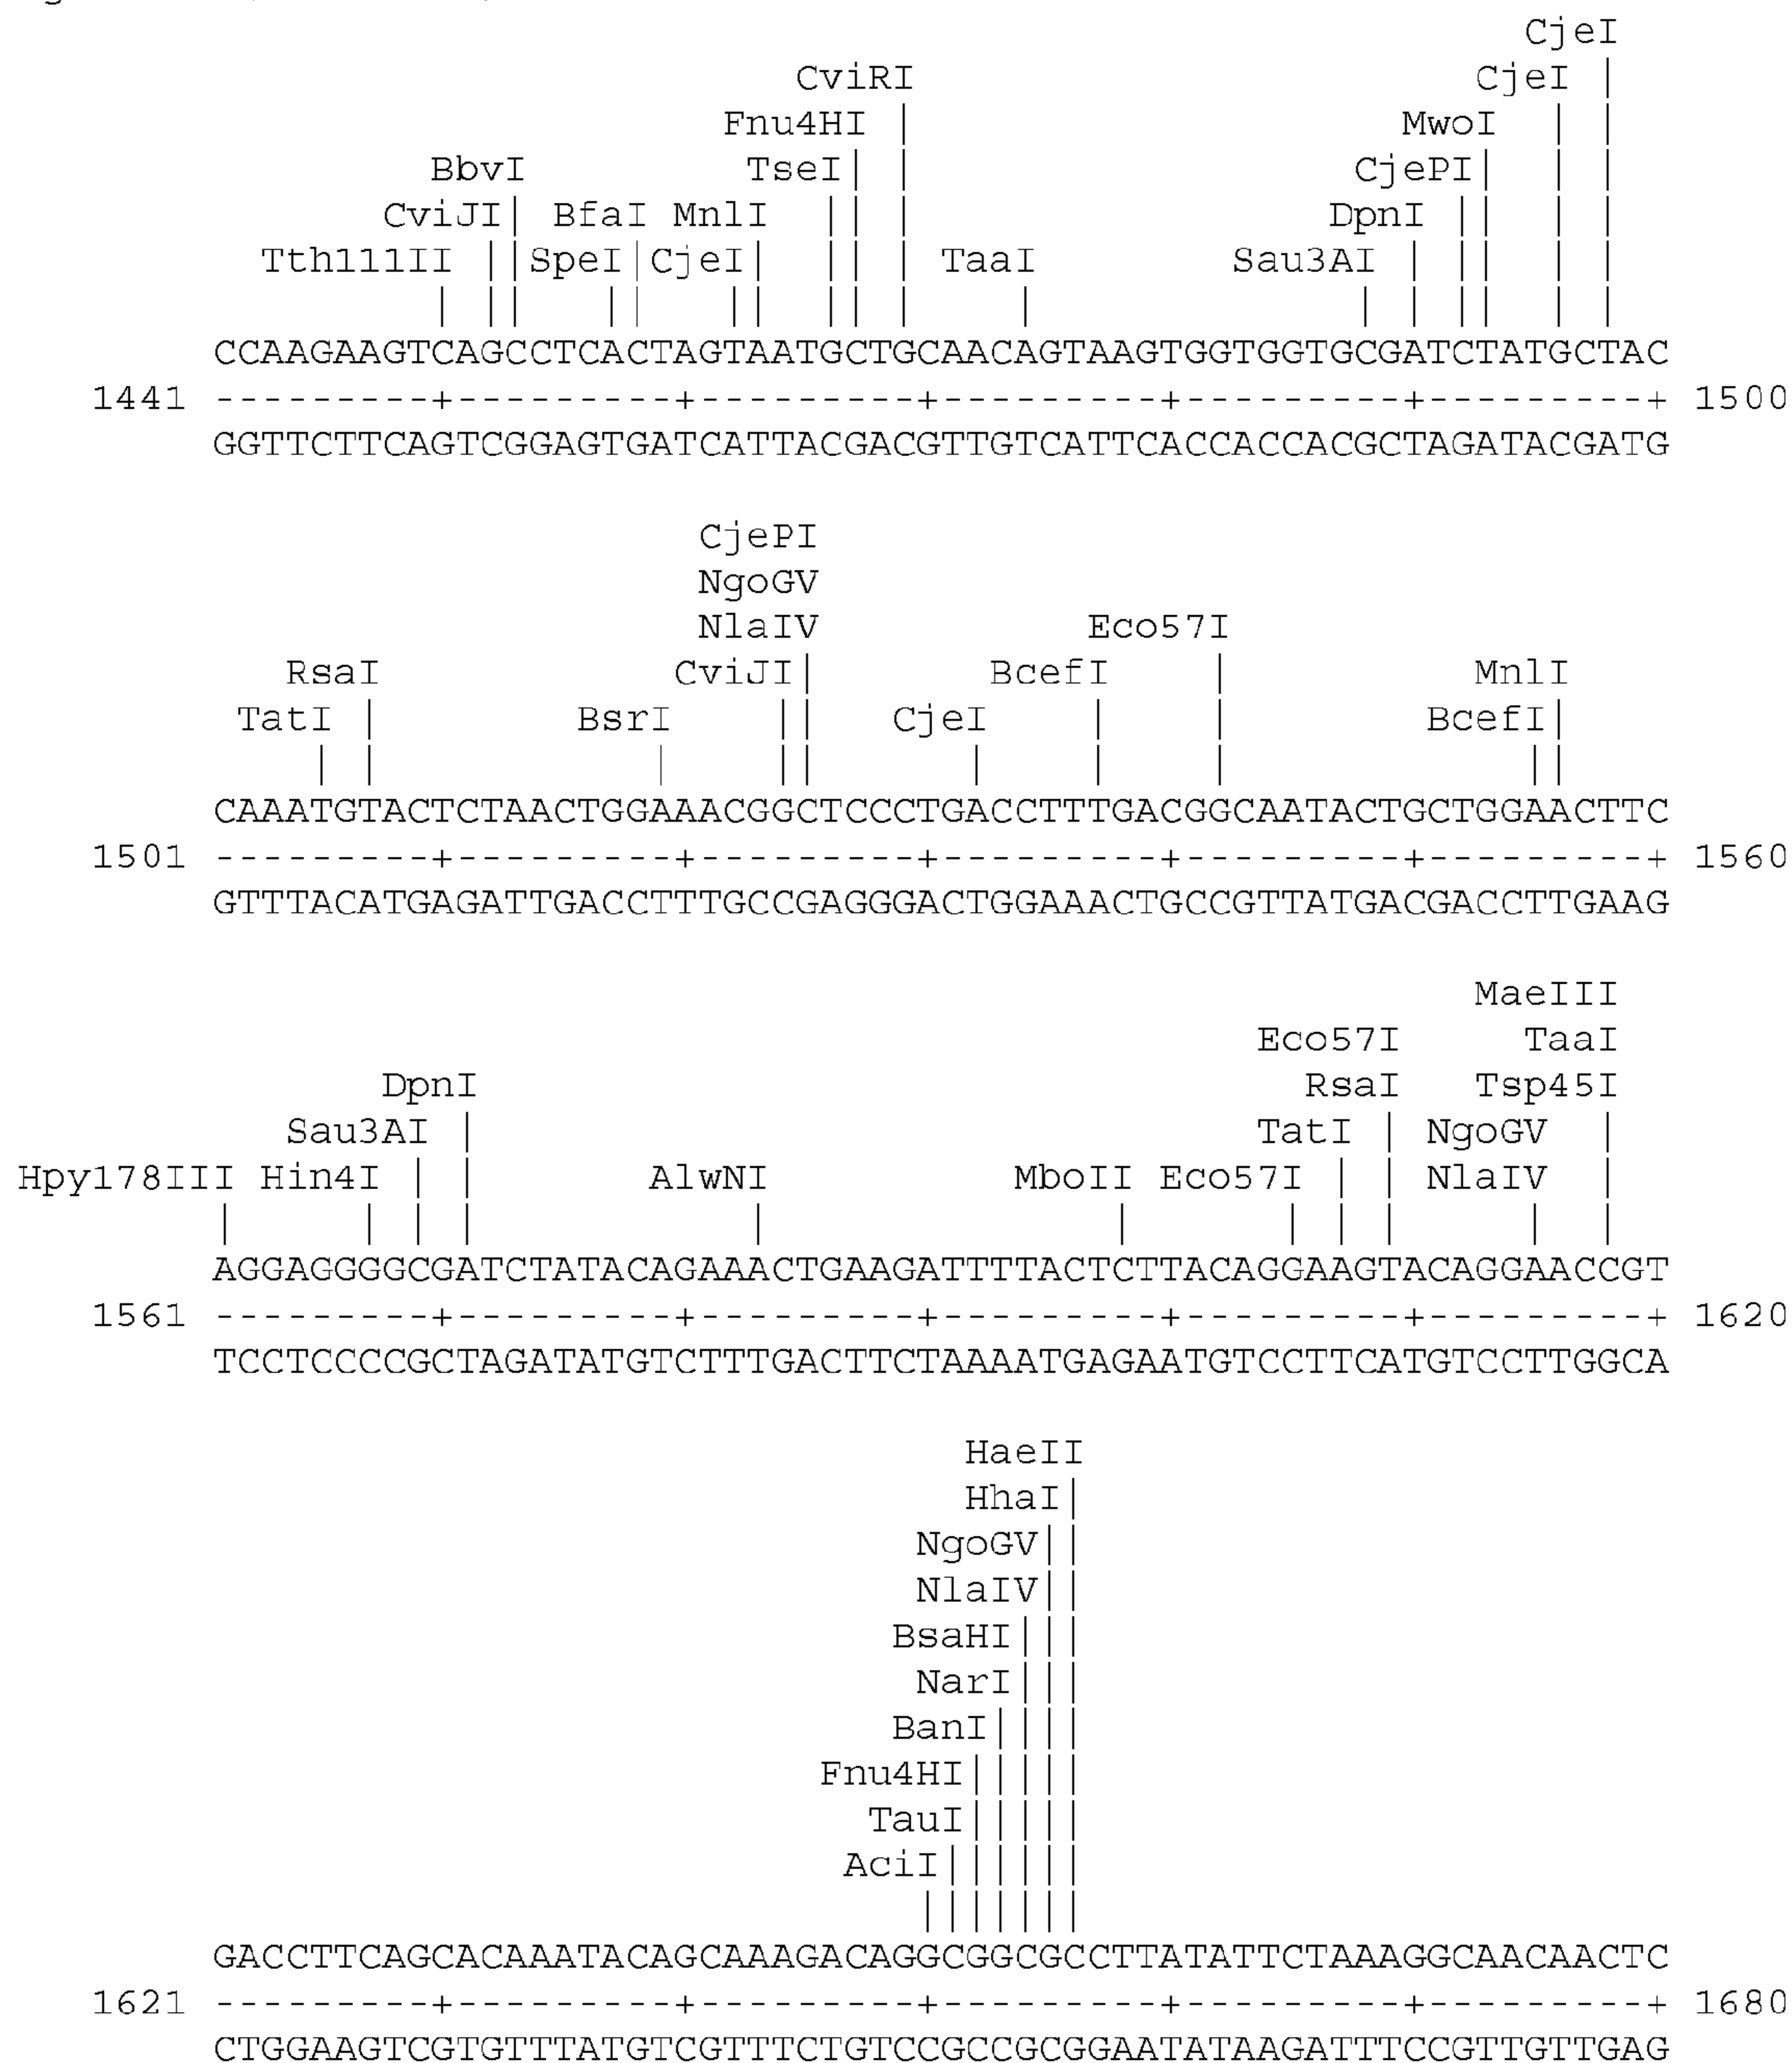 CjeI
CviRI CjeI
Fnu4HI MwoI
BbvI TseI CjePI
CviJI BfaI MnlI DpnI
Tth111II SpeI CjeI TaaI Sau3AI
CCAAGAAGTCAGCCTCACTAGTAATGCTGCAACAGTAAGTGGTGGTGCGATCTATGCTAC
1441 ---------+---------+---------+---------+---------+---------+ 1500
GGTTCTTCAGTCGGAGTGATCATTACGACGTTGTCATTCACCACCACGCTAGATACGATG
CjePI
NgoGV
NlaIV Eco57I
RsaI CviJI BcefI MnlI
TatI BsrI CjeI BcefI
CAAATGTACTCTAACTGGAAACGGCTCCCTGACCTTTGACGGCAATACTGCTGGAACTTC
1501 ---------+---------+---------+---------+---------+---------+ 1560
GTTTACATGAGATTGACCTTTGCCGAGGGACTGGAAACTGCCGTTATGACGACCTTGAAG
MaeIII
Eco57I TaaI
DpnI RsaI Tsp45I
Sau3AI TatI NgoGV
Hpy178III Hin4I AlwNI MboII Eco57I NlaIV
AGGAGGGGCGATCTATACAGAAACTGAAGATTTTACTCTTACAGGAAGTACAGGAACCGT
1561 ---------+---------+---------+---------+---------+---------+ 1620
TCCTCCCCGCTAGATATGTCTTTGACTTCTAAAATGAGAATGTCCTTCATGTCCTTGGCA
HaeII
HhaI
NgoGV
NlaIV
BsaHI
NarI
BanI
Fnu4HI
TauI
AciI
GACCTTCAGCACAAATACAGCAAAGACAGGCGGCGCCTTATATTCTAAAGGCAACAACTC
1621 ---------+---------+---------+---------+---------+---------+ 1680
CTGGAAGTCGTGTTTATGTCGTTTCTGTCCGCCGCGGAATATAAGATTTCCGTTGTTGAG